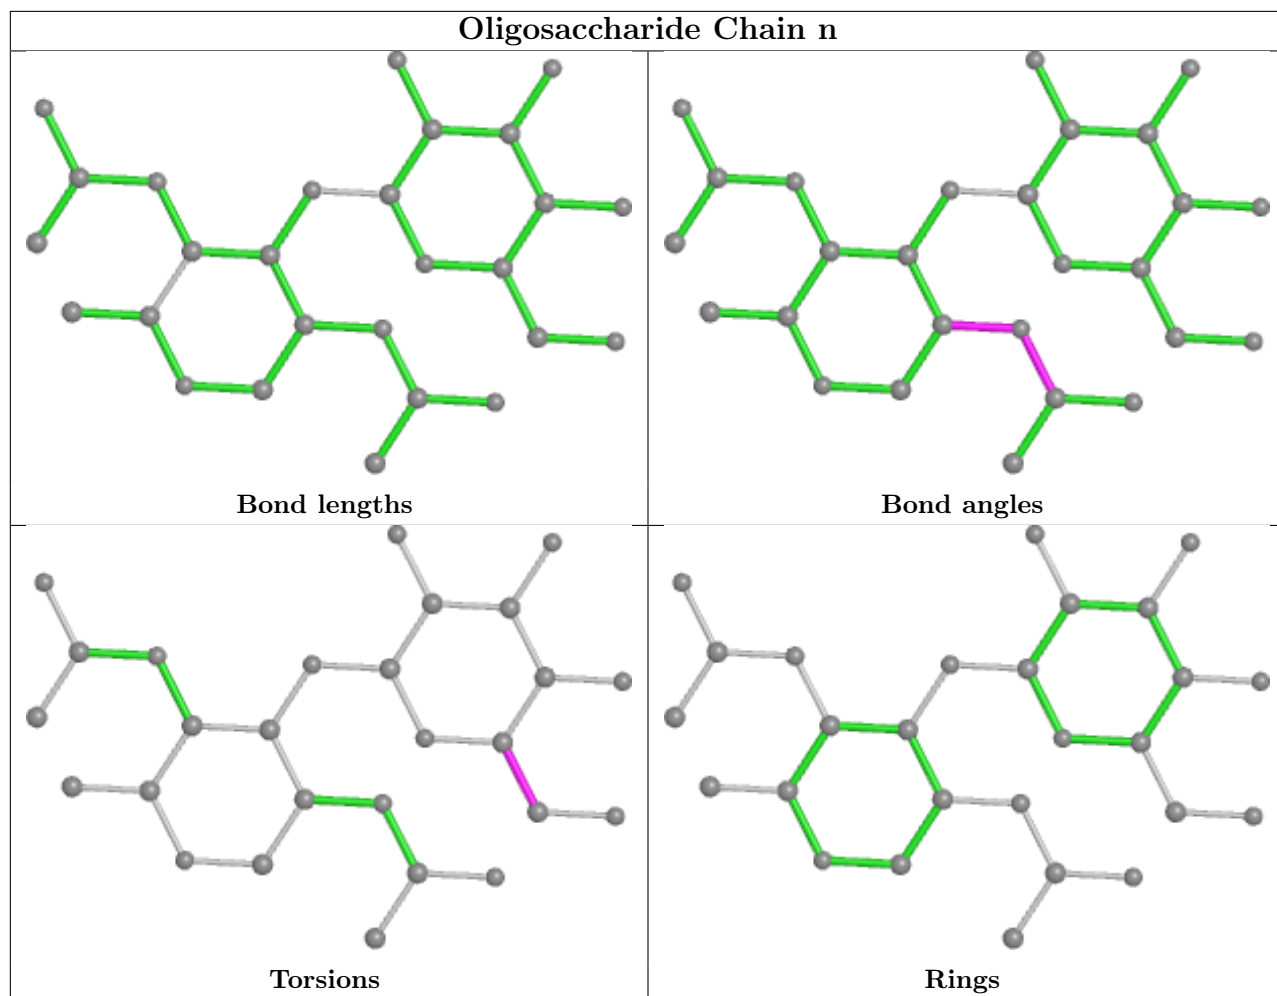 Oligosaccharide Chain n
Bond lengths
Bond angles
Torsions
Rings